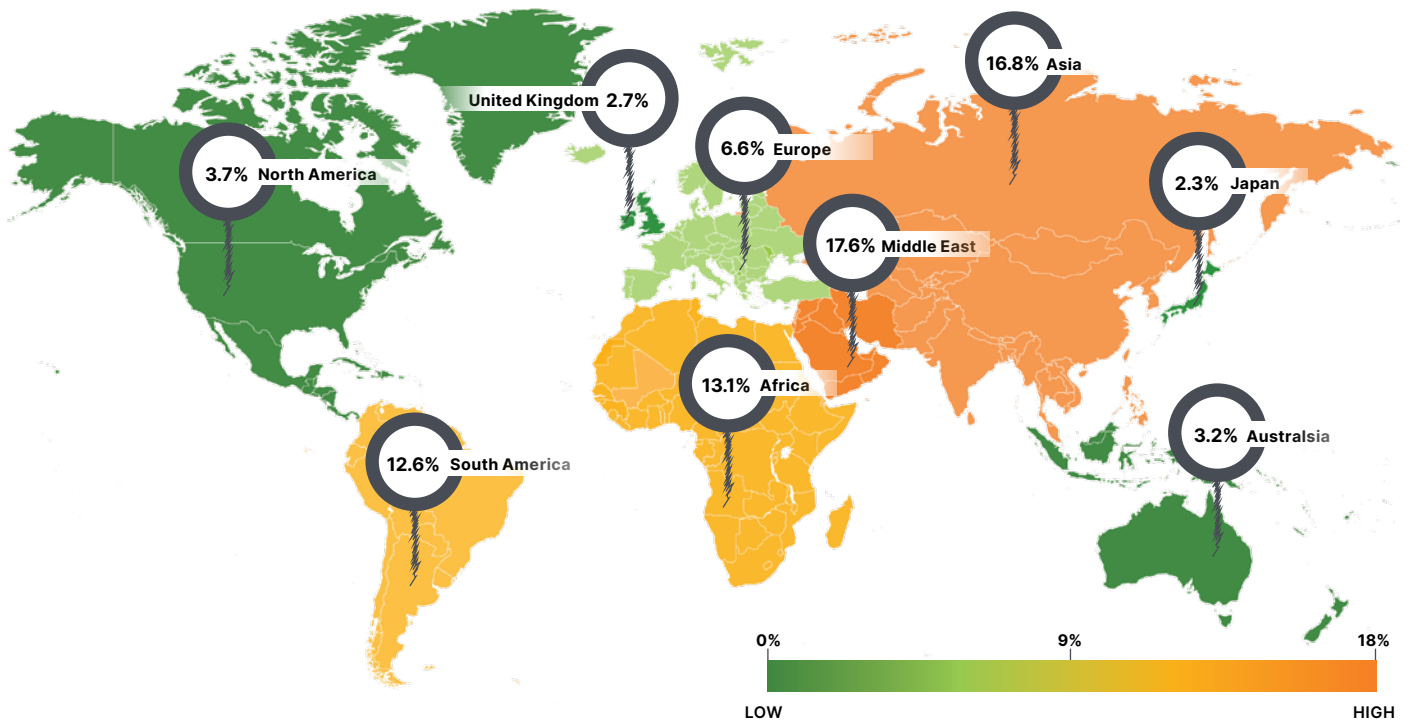 16.8% Asia
United Kingdom 2.7%
6.6% Europe
3.7% North America
2.3% Japan
17.6% Middle East
13.1% Africa
3.2% Australsia
12.6% South America
0% 9% 18%
LOW HIGH